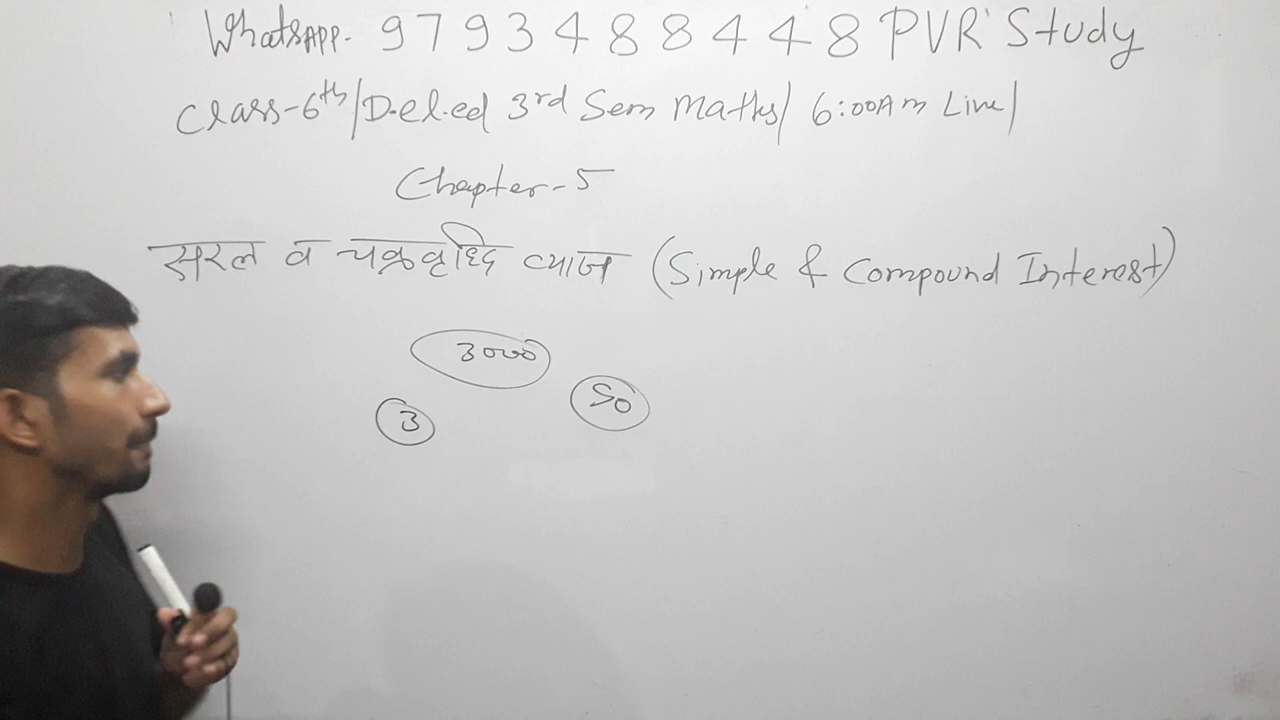 WhatsAPP. 9793488448 PVR Study
Class-6th/D.el.ed 3rd Sem Maths/ 6:00Am Live/
Chapter-5
सरल व चक्रवृध्दि ब्याज (Simple & Compound Interest)
3000
50
3